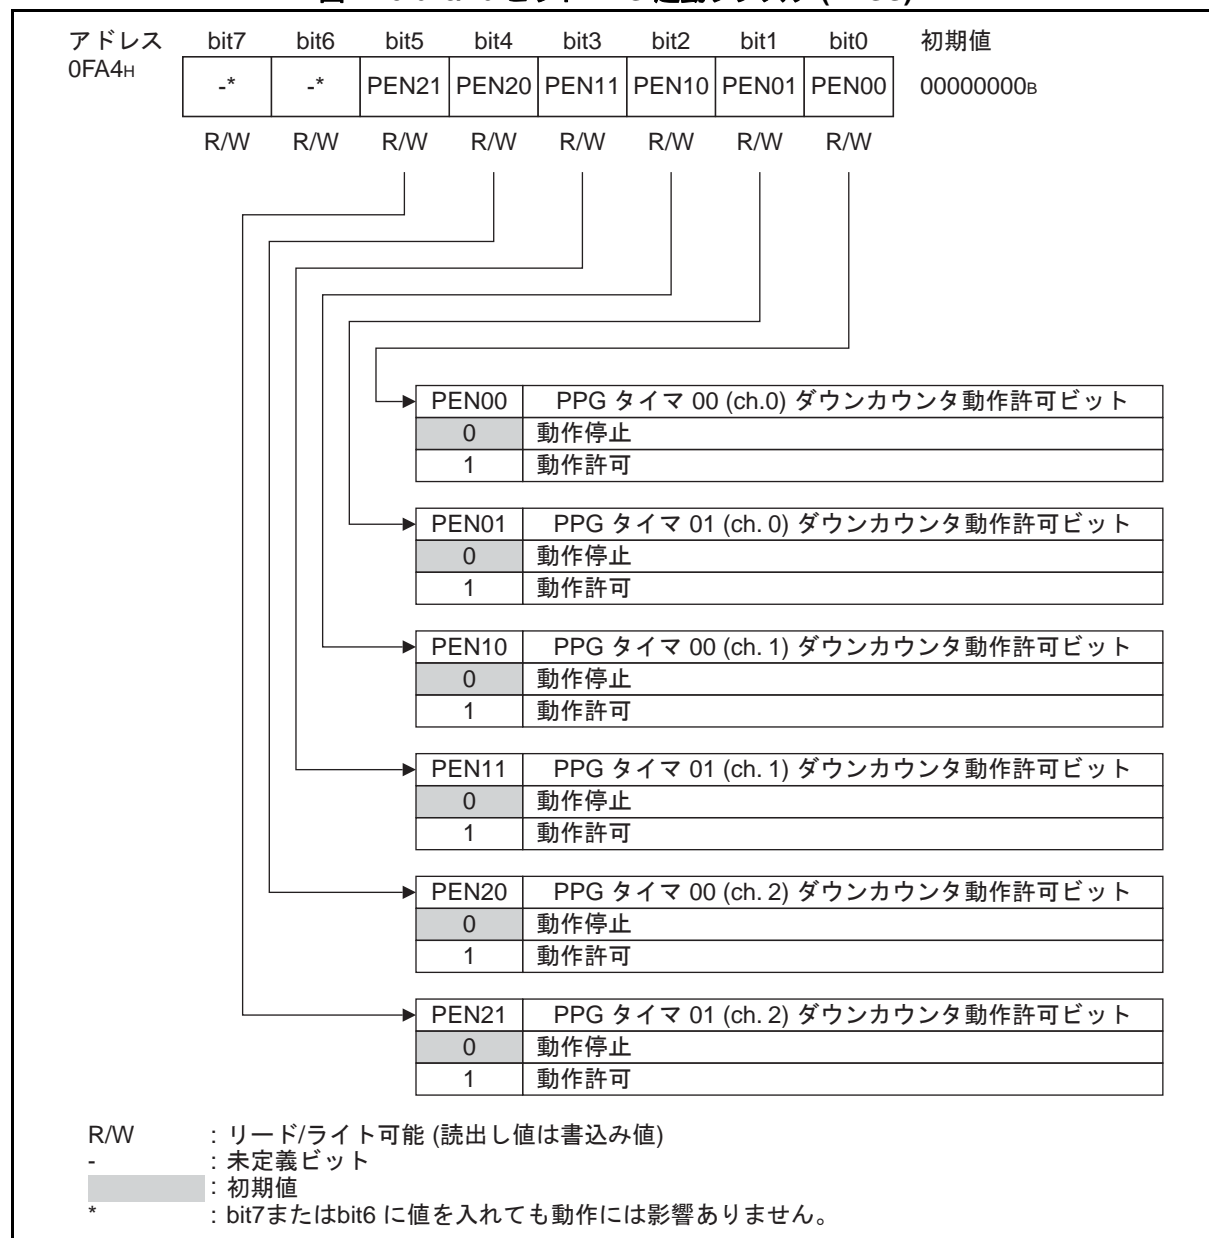 アドレス bit7 bit6 bit5 bit4 bit3 bit2 bit1 bit0 初期値
0FA4H -* -* PEN21 PEN20 PEN11 PEN10 PEN01 PEN00 00000000B
R/W R/W R/W R/W R/W R/W R/W R/W
PEN00 PPG タイマ 00 (ch.0) ダウンカウンタ動作許可ビット
0 動作停止
1 動作許可
PEN01 PPG タイマ 01 (ch. 0) ダウンカウンタ動作許可ビット
0 動作停止
1 動作許可
PEN10 PPG タイマ 00 (ch. 1) ダウンカウンタ動作許可ビット
0 動作停止
1 動作許可
PEN11 PPG タイマ 01 (ch. 1) ダウンカウンタ動作許可ビット
0 動作停止
1 動作許可
PEN20 PPG タイマ 00 (ch. 2) ダウンカウンタ動作許可ビット
0 動作停止
1 動作許可
PEN21 PPG タイマ 01 (ch. 2) ダウンカウンタ動作許可ビット
0 動作停止
1 動作許可
R/W : リード/ライト可能 (読出し値は書込み値)
- : 未定義ビット
: 初期値
* : bit7またはbit6 に値を入れても動作には影響ありません。